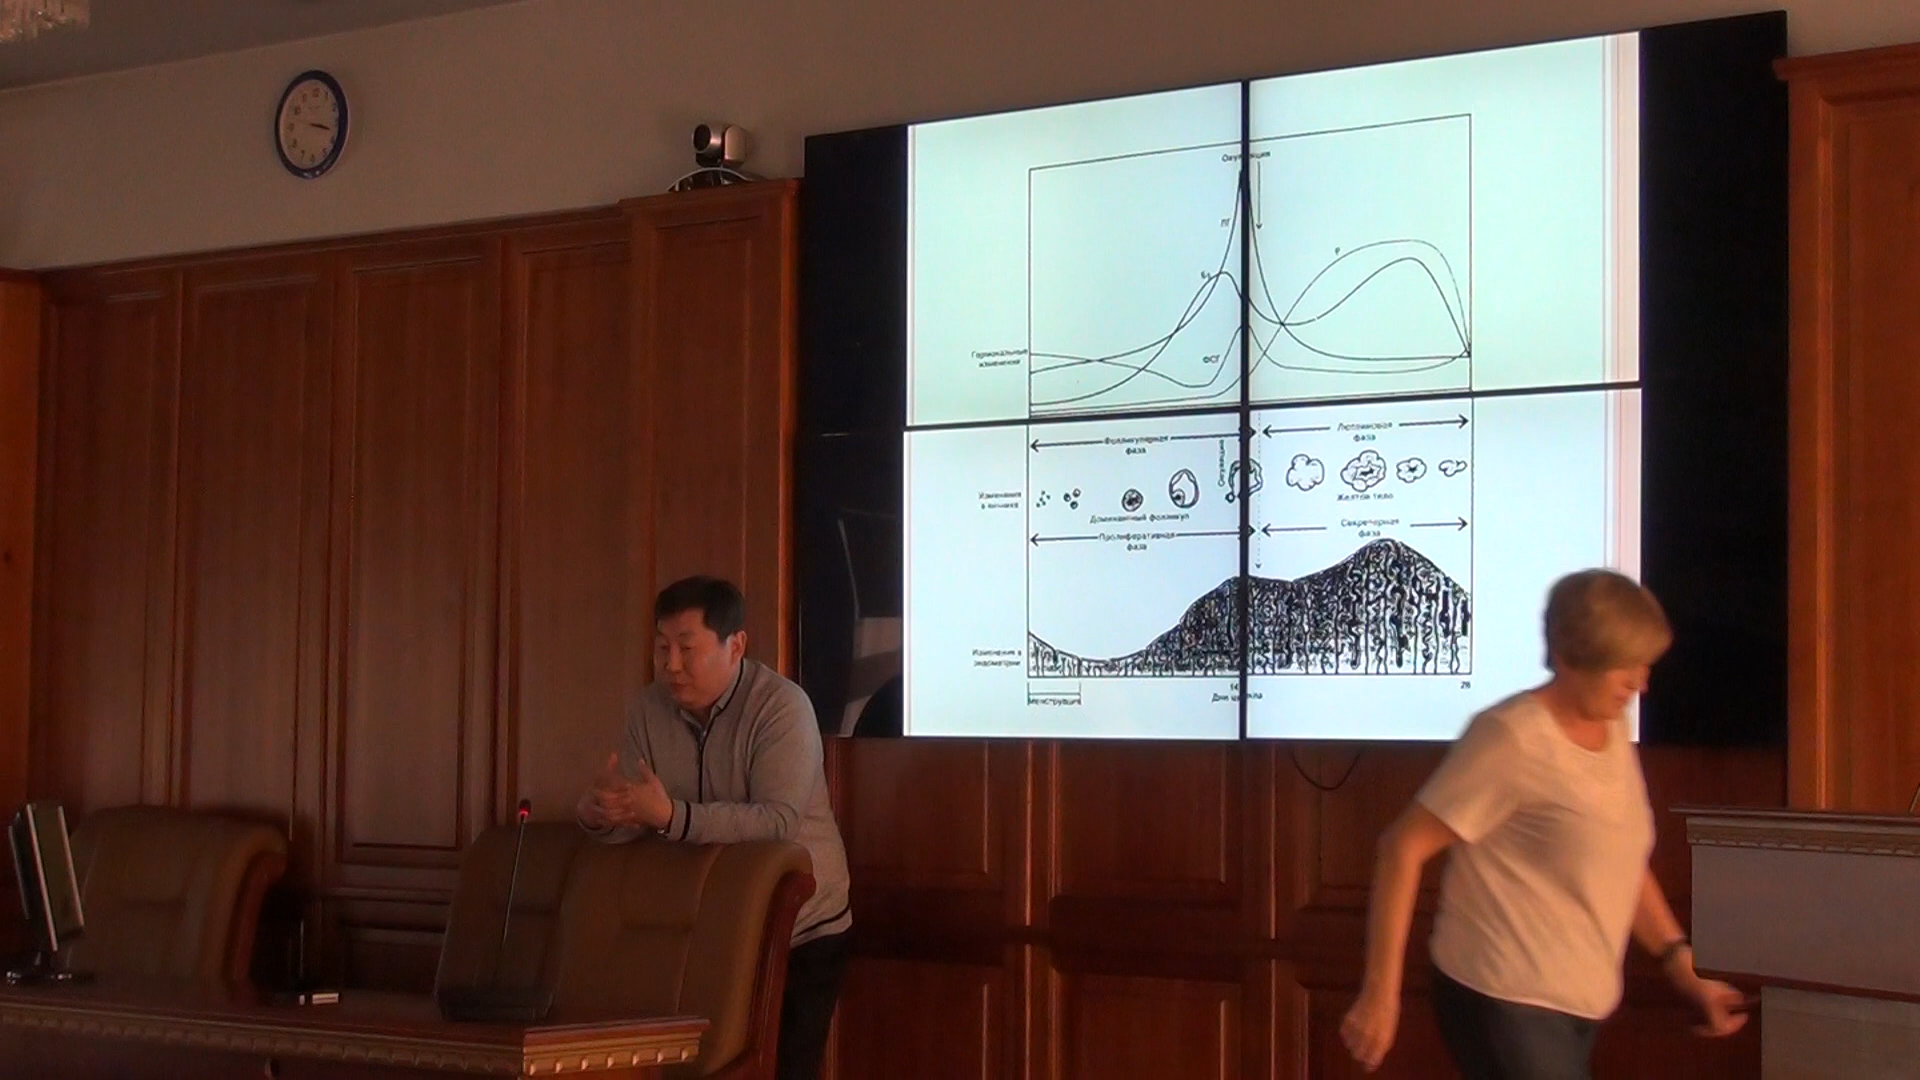 Овуляция
ЛГ
E₂
P
Гормональные
изменения
ФСГ
Фолликулярная
фаза
Лютеиновая
фаза
Овуляция
Изменения
в яичнике
Доминантный фолликул
Желтое тело
Пролиферативная
фаза
Секреторная
фаза
Изменения в
эндометрии
Менструация
14
Дни цикла
28